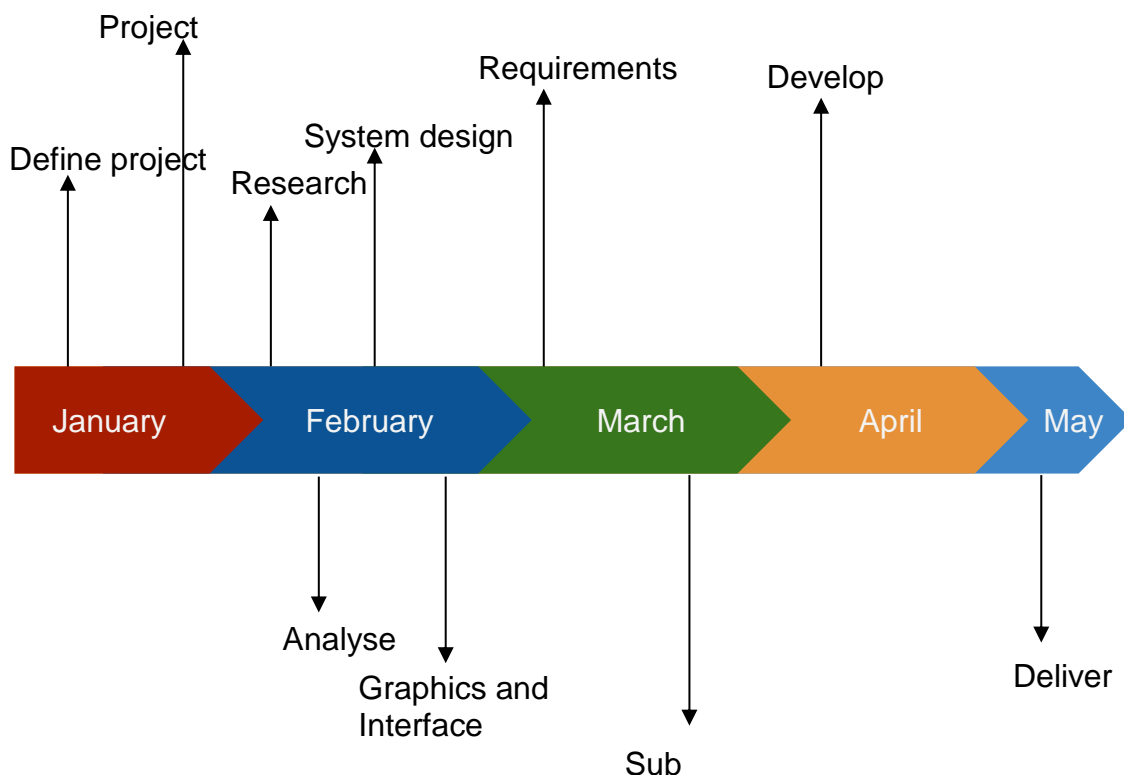 Project
Requirements
Develop
System design
Define project
Research
January
February
March
April
May
Analyse
Graphics and
Interface
Deliver
Sub